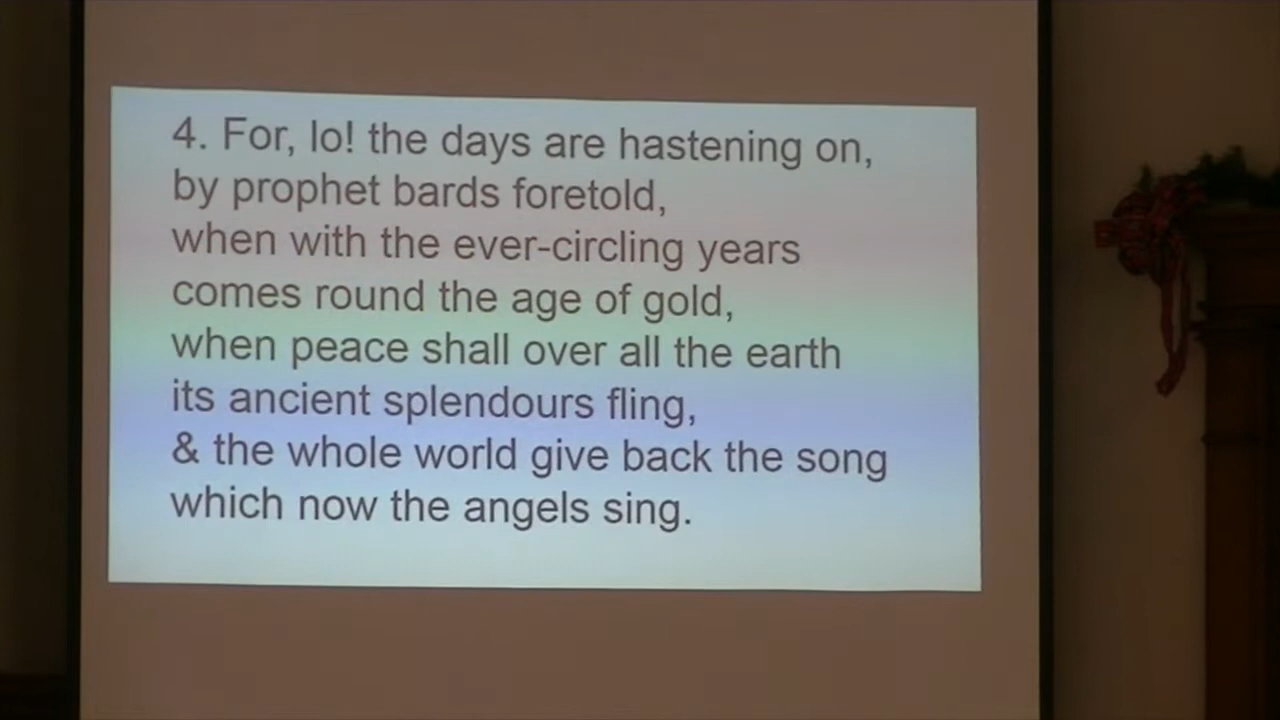 4. For, lo! the days are hastening on,
by prophet bards foretold,
when with the ever-circling years
comes round the age of gold,
when peace shall over all the earth
its ancient splendours fling,
& the whole world give back the song
which now the angels sing.